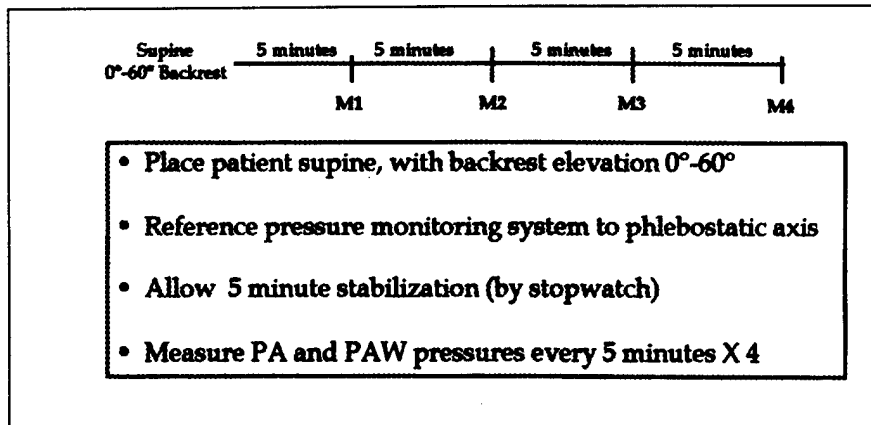 Supine 5 minutes 5 minutes 5 minutes 5 minutes
0°-60° Backrest
M1 M2 M3 M4
• Place patient supine, with backrest elevation 0°-60°
• Reference pressure monitoring system to phlebostatic axis
• Allow 5 minute stabilization (by stopwatch)
• Measure PA and PAW pressures every 5 minutes X 4